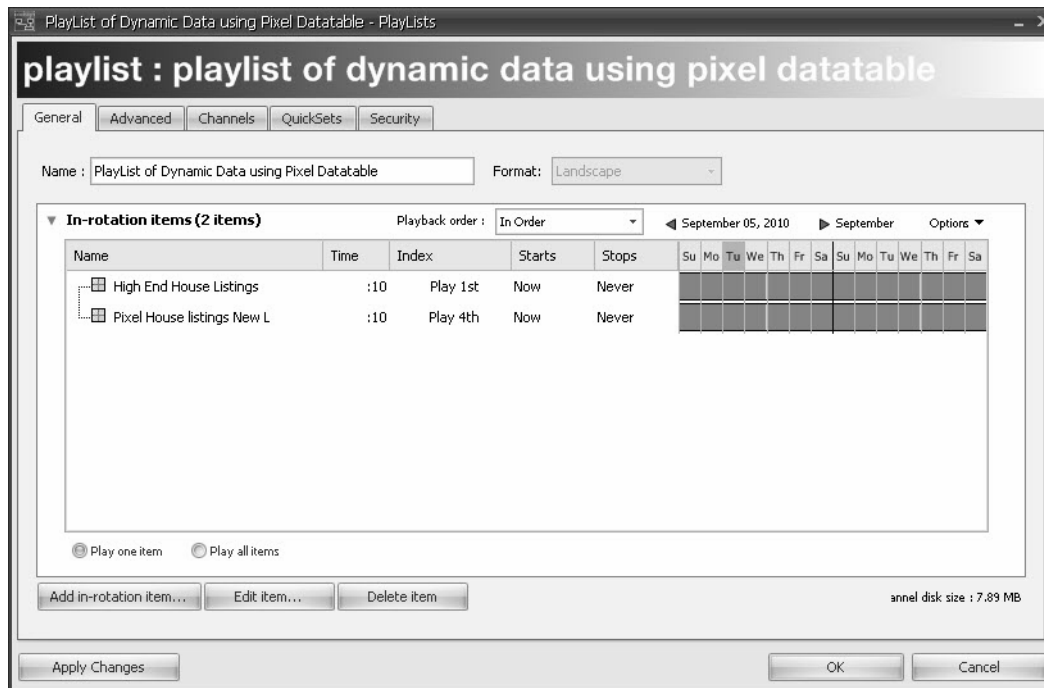 PlayList of Dynamic Data using Pixel Datatable - PlayLists
playlist : playlist of dynamic data using pixel datatable
General Advanced Channels QuickSets Security
Name : PlayList of Dynamic Data using Pixel Datatable Format: Landscape
In-rotation items (2 items) Playback order : In Order September 05, 2010 September Options
Name Time Index Starts Stops Su Mo Tu We Th Fr Sa Su Mo Tu We Th Fr Sa
High End House Listings :10 Play 1st Now Never
Pixel House listings New L :10 Play 4th Now Never
Play one item Play all items
Add in-rotation item... Edit item... Delete item annel disk size : 7.89 MB
Apply Changes OK Cancel